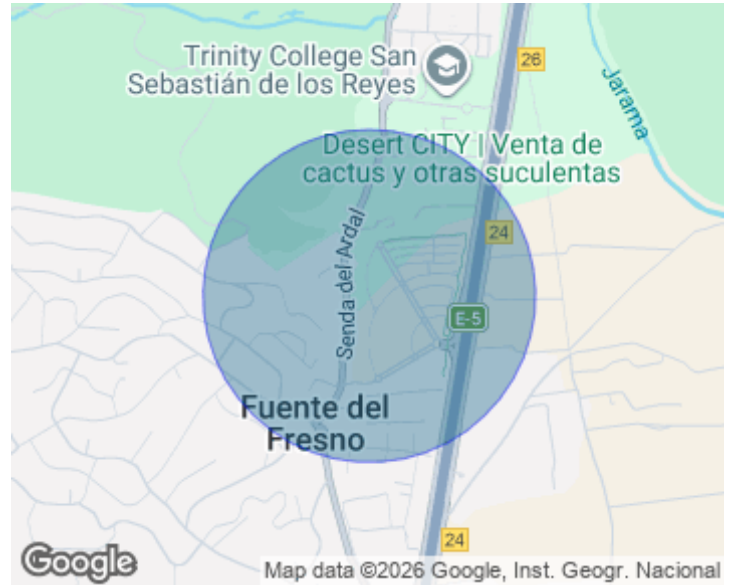 Trinity College San
Sebastián de los Reyes
26
Jarama
Desert CITY | Venta de
cactus y otras suculentas
24
Senda del Ardal
E-5
Fuente del
Fresno
24
Google
Map data ©2026 Google, Inst. Geogr. Nacional